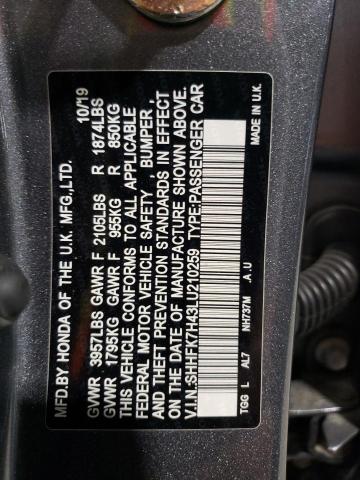 MFD.BY HONDA OF THE U.K. MFG.,LTD. 10/'19
GVWR 3957LBS GAWR F 2105LBS R 1874LBS
GVWR 1795KG GAWR F 955KG R 850KG
THIS VEHICLE CONFORMS TO ALL APPLICABLE
FEDERAL MOTOR VEHICLE SAFETY , BUMPER ,
AND THEFT PREVENTION STANDARDS IN EFFECT
ON THE DATE OF MANUFACTURE SHOWN ABOVE.
V.I.N.:SHHFK7H43LU210259 TYPE:PASSENGER CAR
TGG L AL7 NH737M A.U MADE IN U.K.